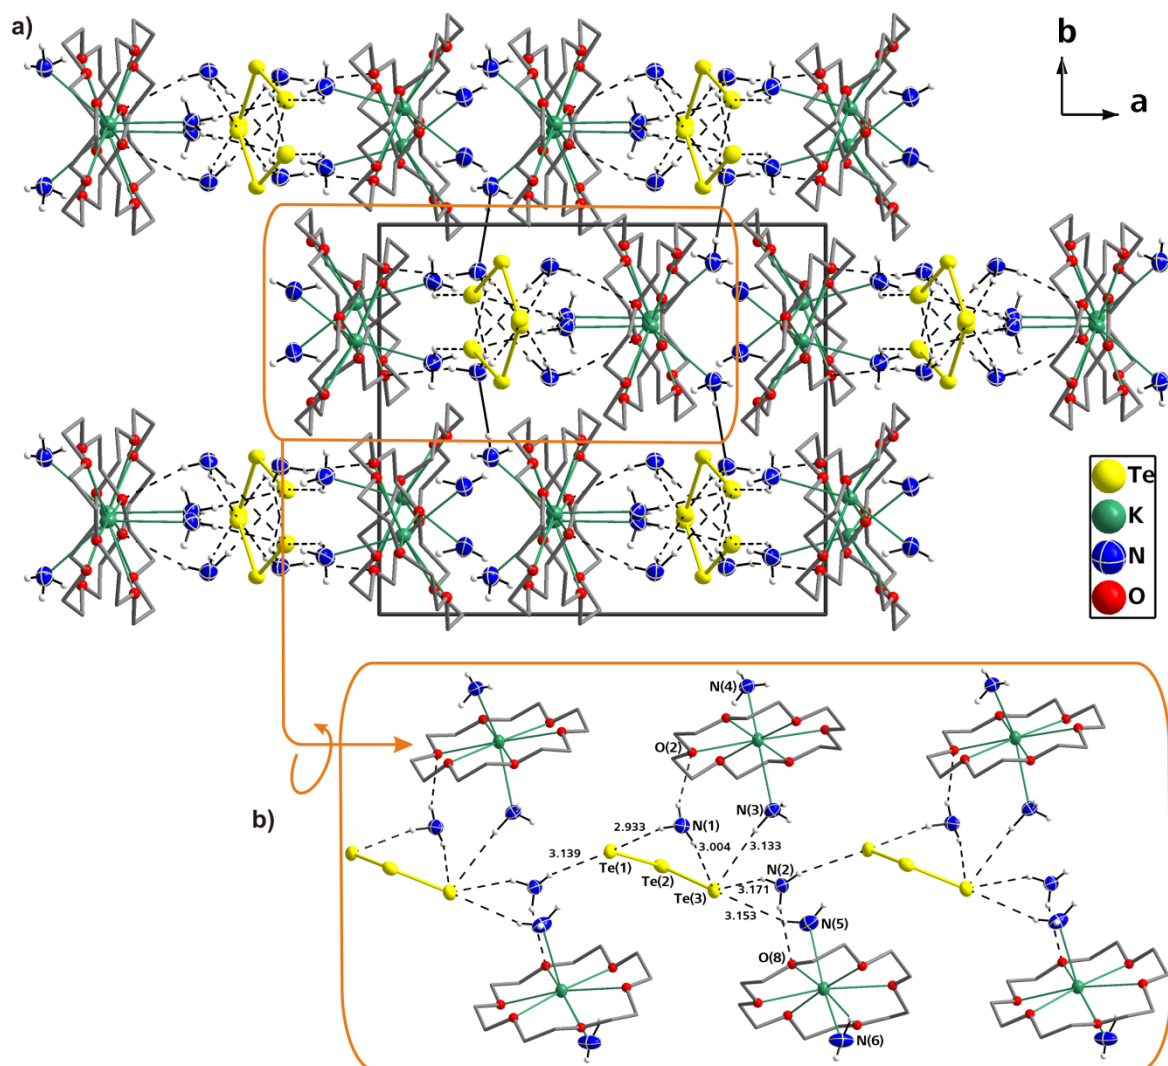 a)
b
a
Te
K
N
O
N(4)
O(2)
N(3)
b)
2.933
N(1)
3.004
3.133
3.139
Te(1)
Te(2)
N(2)
Te(3)
3.171
3.153
N(5)
O(8)
N(6)